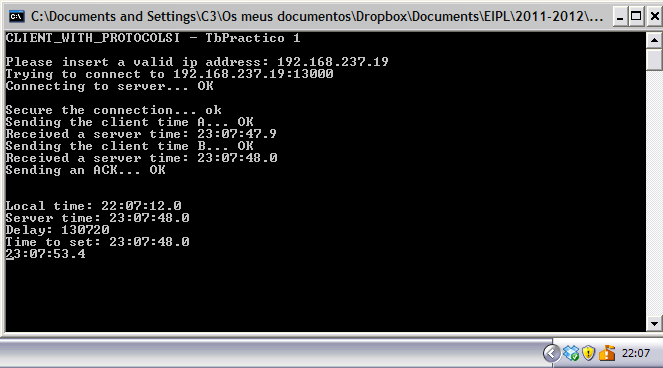 C:\Documents and Settings\C3\Os meus documentos\Dropbox\Documents\EIPL\2011-2012\...
CLIENT_WITH_PROTOCOLSI - TbPractico 1
Please insert a valid ip address: 192.168.237.19
Trying to connect to 192.168.237.19:13000
Connecting to server... OK
Secure the connection... ok
Sending the client time A... OK
Received a server time: 23:07:47.9
Sending the client time B... OK
Received a server time: 23:07:48.0
Sending an ACK... OK
Local time: 22:07:12.0
Server time: 23:07:48.0
Delay: 130720
Time to set: 23:07:48.0
23:07:53.4
22:07